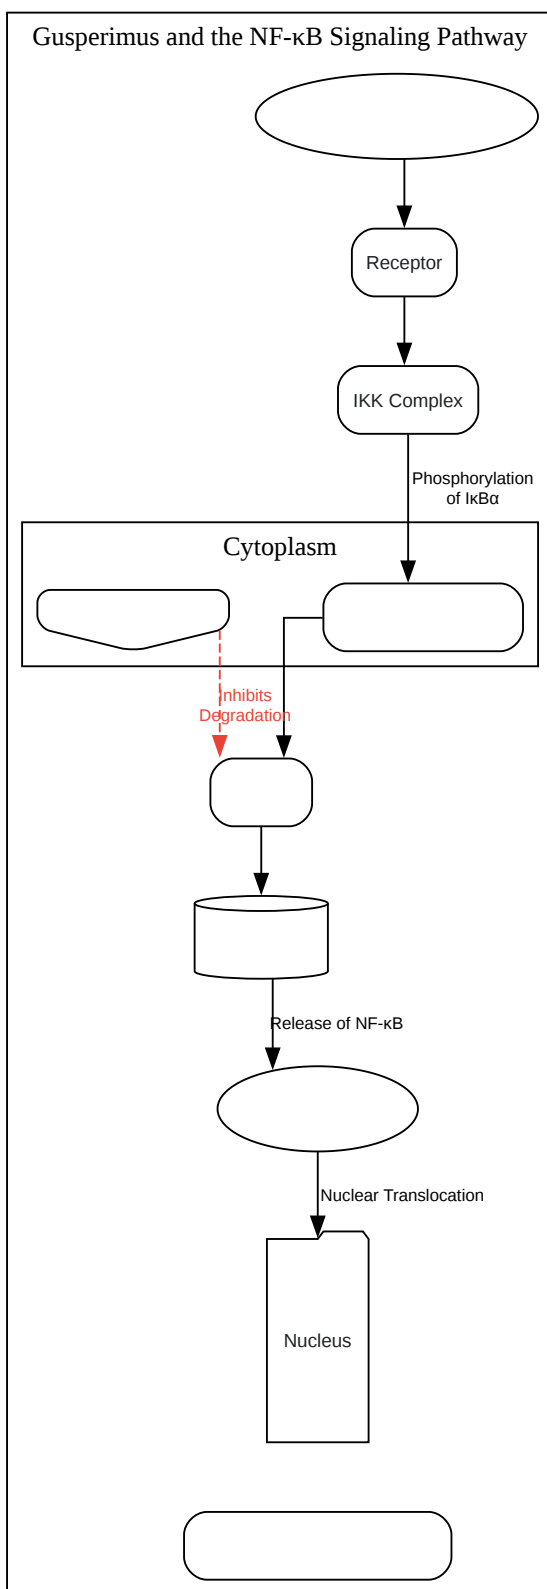 Gusperimus and the NF-κB Signaling Pathway
Receptor
IKK Complex
Phosphorylation
of IκBα
Cytoplasm
Inhibits
Degradation
Release of NF-κB
Nuclear Translocation
Nucleus